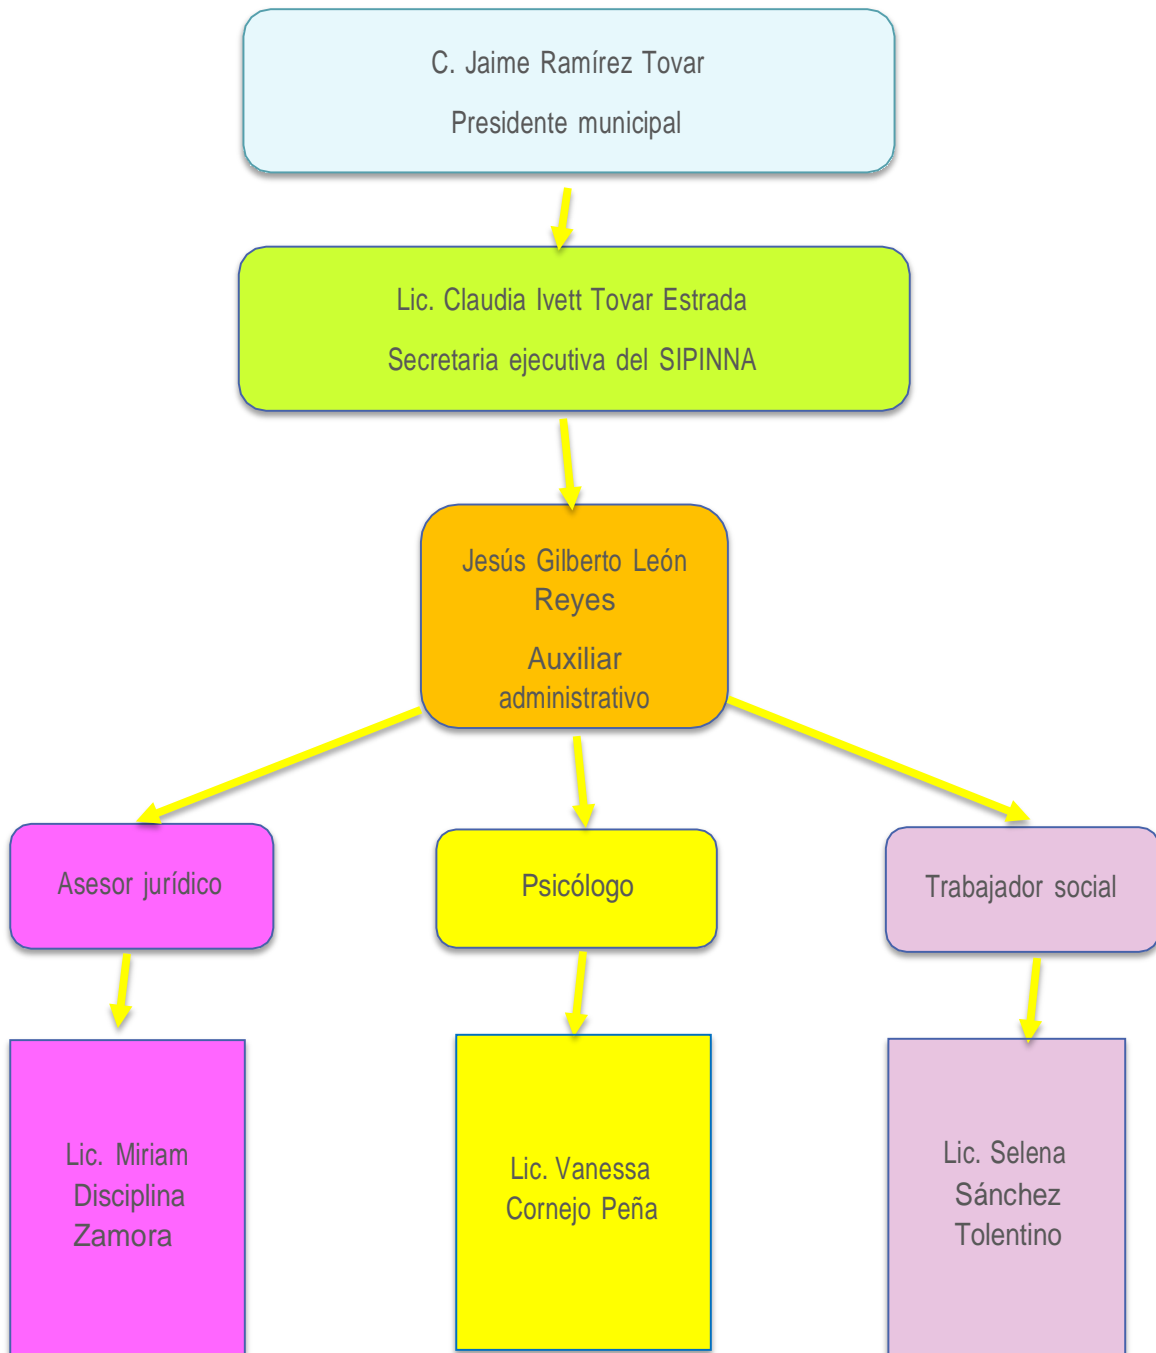 C. Jaime Ramírez Tovar
Presidente municipal
Lic. Claudia Ivett Tovar Estrada
Secretaria ejecutiva del SIPINNA
Jesús Gilberto León
Reyes
Auxiliar
administrativo
Asesor jurídico
Psicólogo
Trabajador social
Lic. Miriam
Disciplina
Zamora
Lic. Vanessa
Cornejo Peña
Lic. Selena
Sánchez
Tolentino